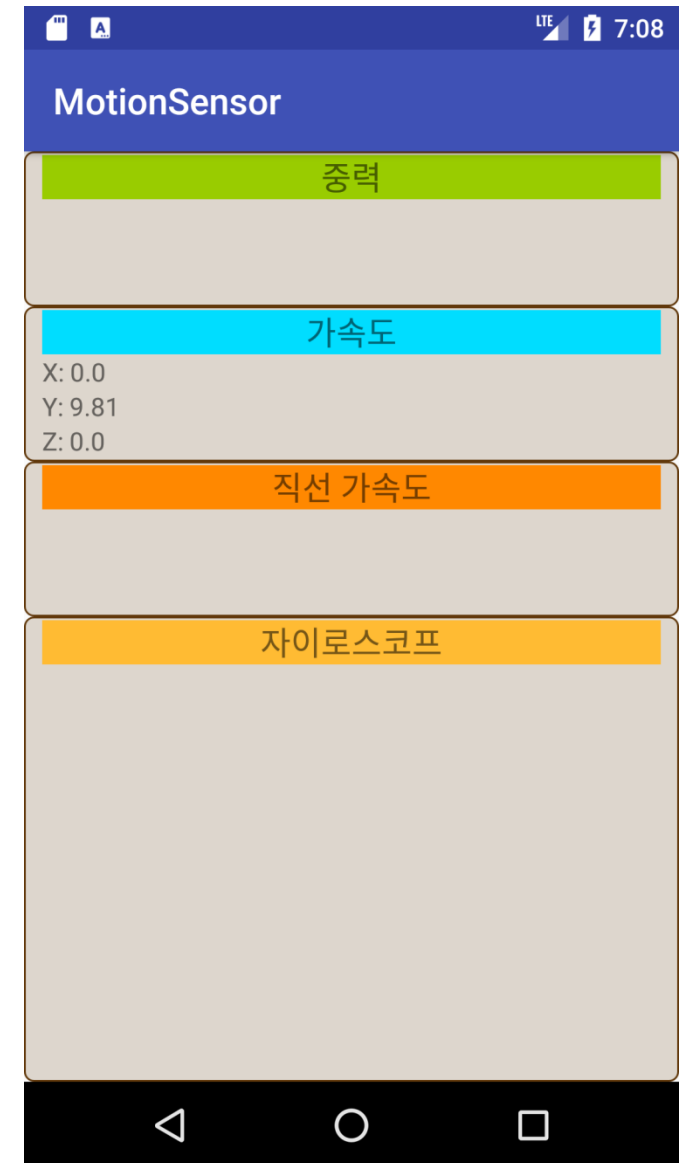 LTE 7:08
MotionSensor
중력
가속도
X: 0.0
Y: 9.81
Z: 0.0
직선 가속도
자이로스코프